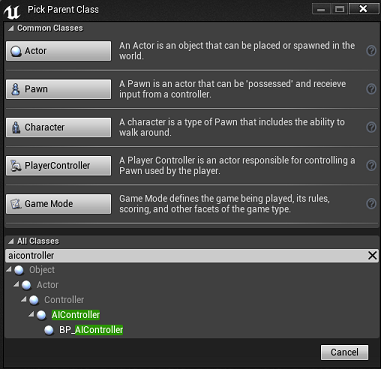 Pick Parent Class
Common Classes
Actor
An Actor is an object that can be placed or spawned in the
world.
Pawn
A Pawn is an actor that can be 'possessed' and receieve
input from a controller.
Character
A character is a type of Pawn that includes the ability to
walk around.
PlayerController
A Player Controller is an actor responsible for controlling a
Pawn used by the player.
Game Mode
Game Mode defines the game being played, its rules,
scoring, and other facets of the game type.
All Classes
aicontroller
Object
Actor
Controller
AIController
BP_AIController
Cancel